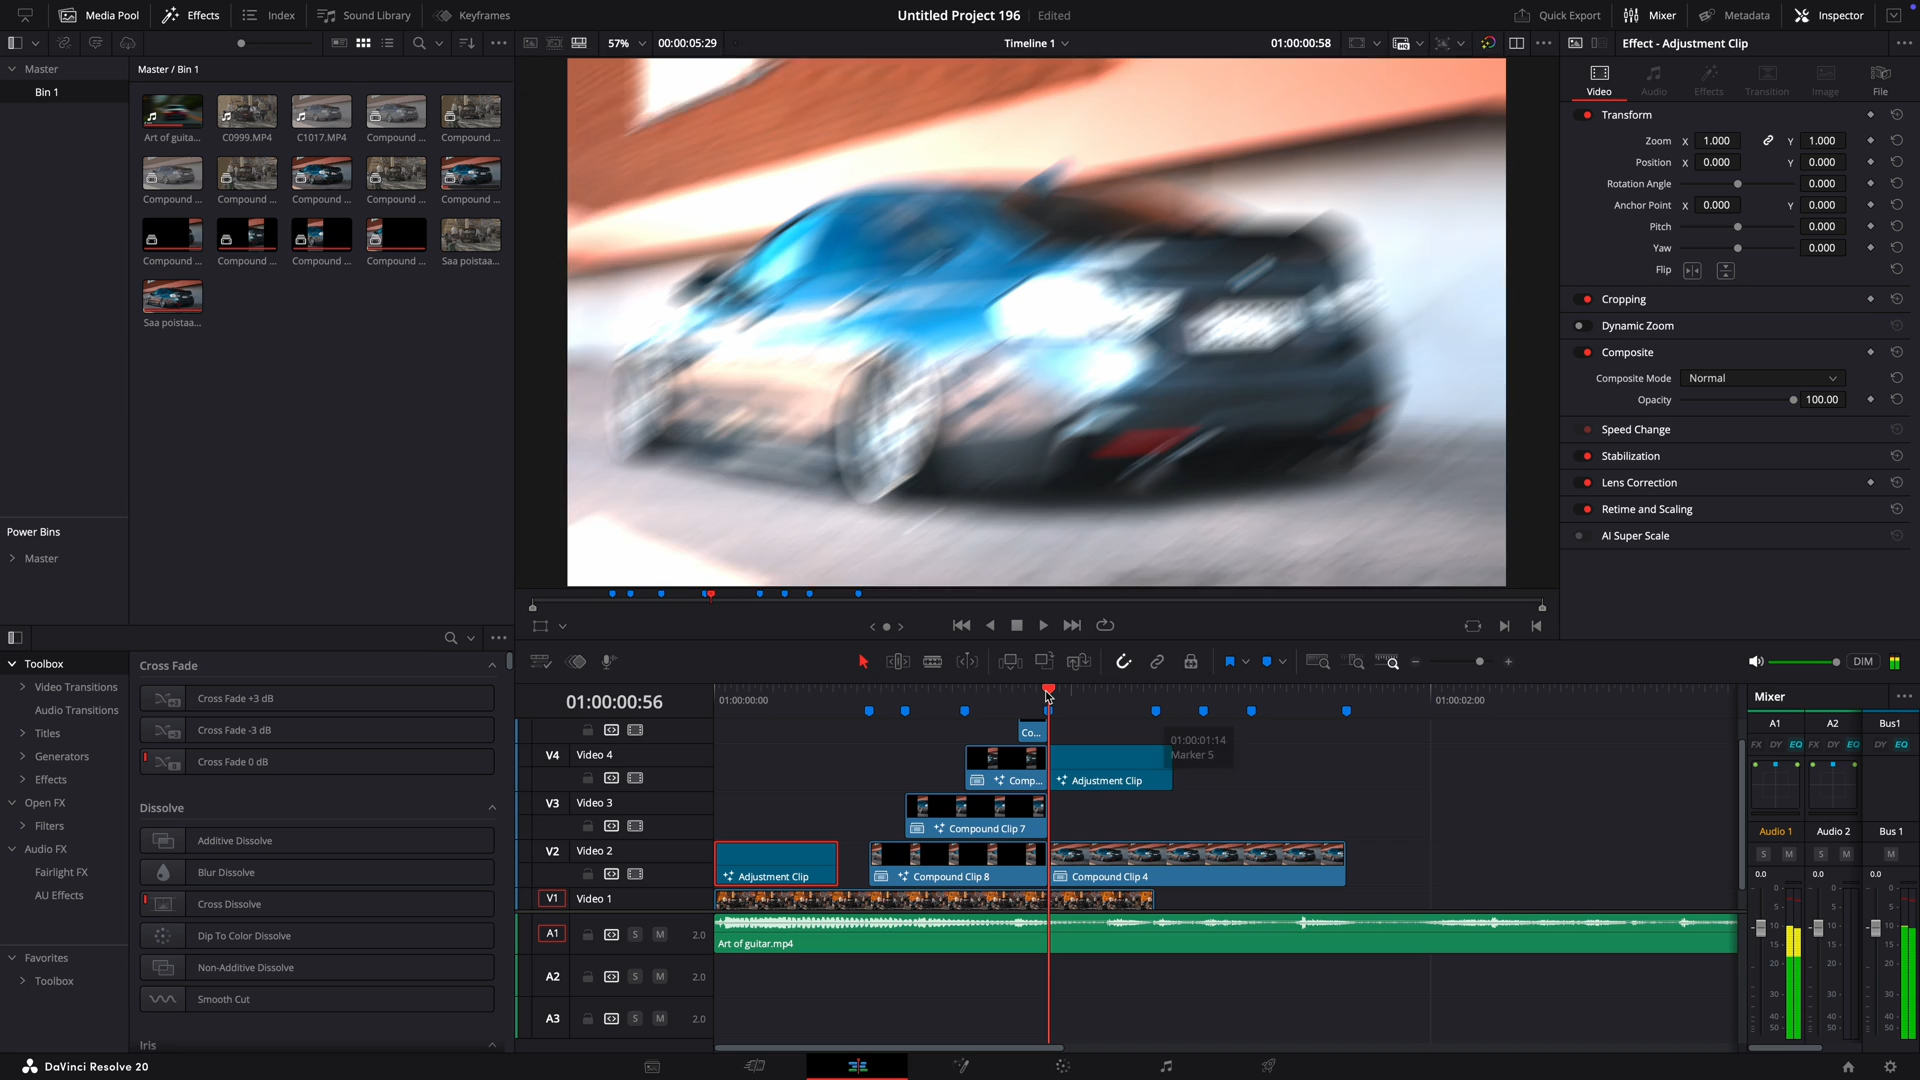 Media Pool Effects Index Sound Library Keyframes Untitled Project 196 Edited Quick Export Mixer Metadata Inspector
57% 00:00:05:29 Timeline 1 01:00:00:58 Effect - Adjustment Clip
Master
Bin 1
Master / Bin 1
Art of guita... C0999.MP4 C1017.MP4 Compound ... Compound ...
Compound ... Compound ... Compound ... Compound ... Compound ...
Compound ... Compound ... Compound ... Compound ... Saa poistaa...
Saa poistaa...
Power Bins
Master
Video Audio Effects Transition Image File
Transform
Zoom X 1.000 Y 1.000
Position X 0.000 Y 0.000
Rotation Angle 0.000
Anchor Point X 0.000 Y 0.000
Pitch 0.000
Yaw 0.000
Flip
Cropping
Dynamic Zoom
Composite
Composite Mode Normal
Opacity 100.00
Speed Change
Stabilization
Lens Correction
Retime and Scaling
AI Super Scale
Toolbox
Video Transitions
Audio Transitions
Titles
Generators
Effects
Open FX
Filters
Audio FX
Fairlight FX
AU Effects
Favorites
Toolbox
Cross Fade
Cross Fade +3 dB
Cross Fade -3 dB
Cross Fade 0 dB
Dissolve
Additive Dissolve
Blur Dissolve
Cross Dissolve
Dip To Color Dissolve
Non-Additive Dissolve
Smooth Cut
Iris
DIM
01:00:00:56 01:00:00:00 01:00:02:00
Co...
01:00:01:14
Marker 5
V4 Video 4
Comp... Adjustment Clip
V3 Video 3
Compound Clip 7
V2 Video 2
Adjustment Clip Compound Clip 8 Compound Clip 4
V1 Video 1
A1 S M 2.0
Art of guitar.mp4
A2 S M 2.0
A3 S M 2.0
Mixer
A1 A2 Bus1
FX DY EQ FX DY EQ DY EQ
Audio 1 Audio 2 Bus 1
S M S M M
0.0 0.0 0.0
0 0 0
5 5 5
10 10 10
15 15 15
20 20 20
30 30 30
40 40 40
50 50 50
DaVinci Resolve 20